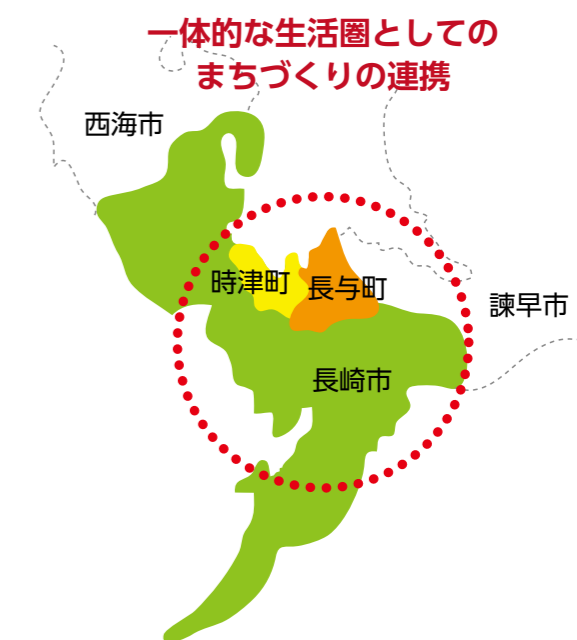 一体的な生活圏としての
まちづくりの連携
西海市
時津町
長与町
諫早市
長崎市